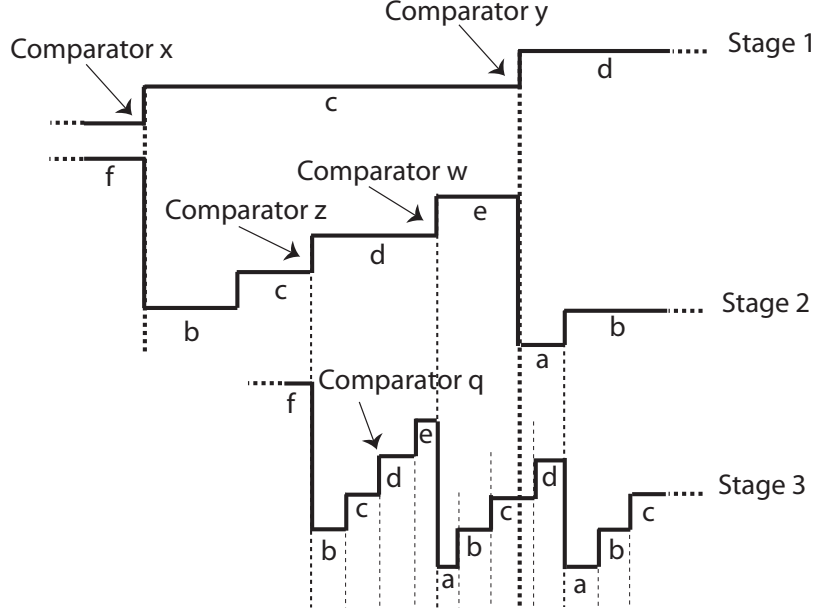 Comparator y
Stage 1
Comparator x
d
c
f
Comparator w
Comparator z
e
d
c
Stage 2
b
b
a
Comparator q
f
e
d
d
Stage 3
c
c
c
b
b
b
a
a